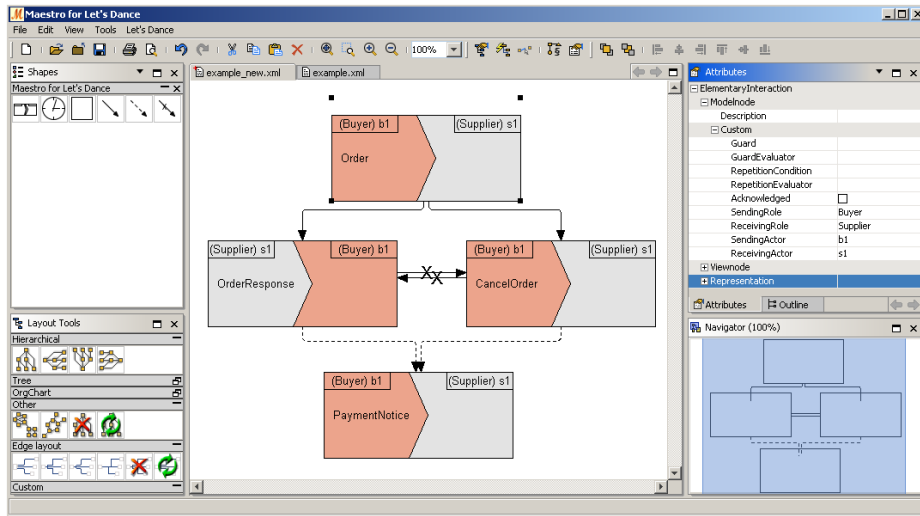 Maestro for Let's Dance
File Edit View Tools Let's Dance
100%
Shapes
Maestro for Let's Dance
example_new.xml
example.xml
(Buyer) b1
(Supplier) s1
Order
(Supplier) s1
(Buyer) b1
OrderResponse
X
X
(Buyer) b1
(Supplier) s1
CancelOrder
(Buyer) b1
(Supplier) s1
PaymentNotice
Layout Tools
Hierarchical
Tree
OrgChart
Other
Edge layout
Custom
Attributes
ElementaryInteraction
Modelnode
Description
Custom
Guard
GuardEvaluator
RepetitionCondition
RepetitionEvaluator
Acknowledged
SendingRole Buyer
ReceivingRole Supplier
SendingActor b1
ReceivingActor s1
Viewnode
Representation
Attributes
Outline
Navigator (100%)